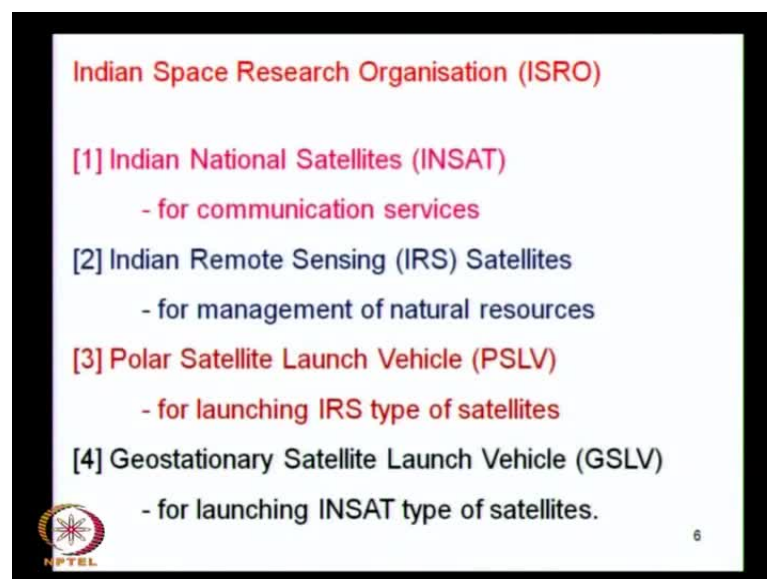 Indian Space Research Organisation (ISRO)
[1] Indian National Satellites (INSAT)
- for communication services
[2] Indian Remote Sensing (IRS) Satellites
- for management of natural resources
[3] Polar Satellite Launch Vehicle (PSLV)
- for launching IRS type of satellites
[4] Geostationary Satellite Launch Vehicle (GSLV)
- for launching INSAT type of satellites.
6
NPTEL